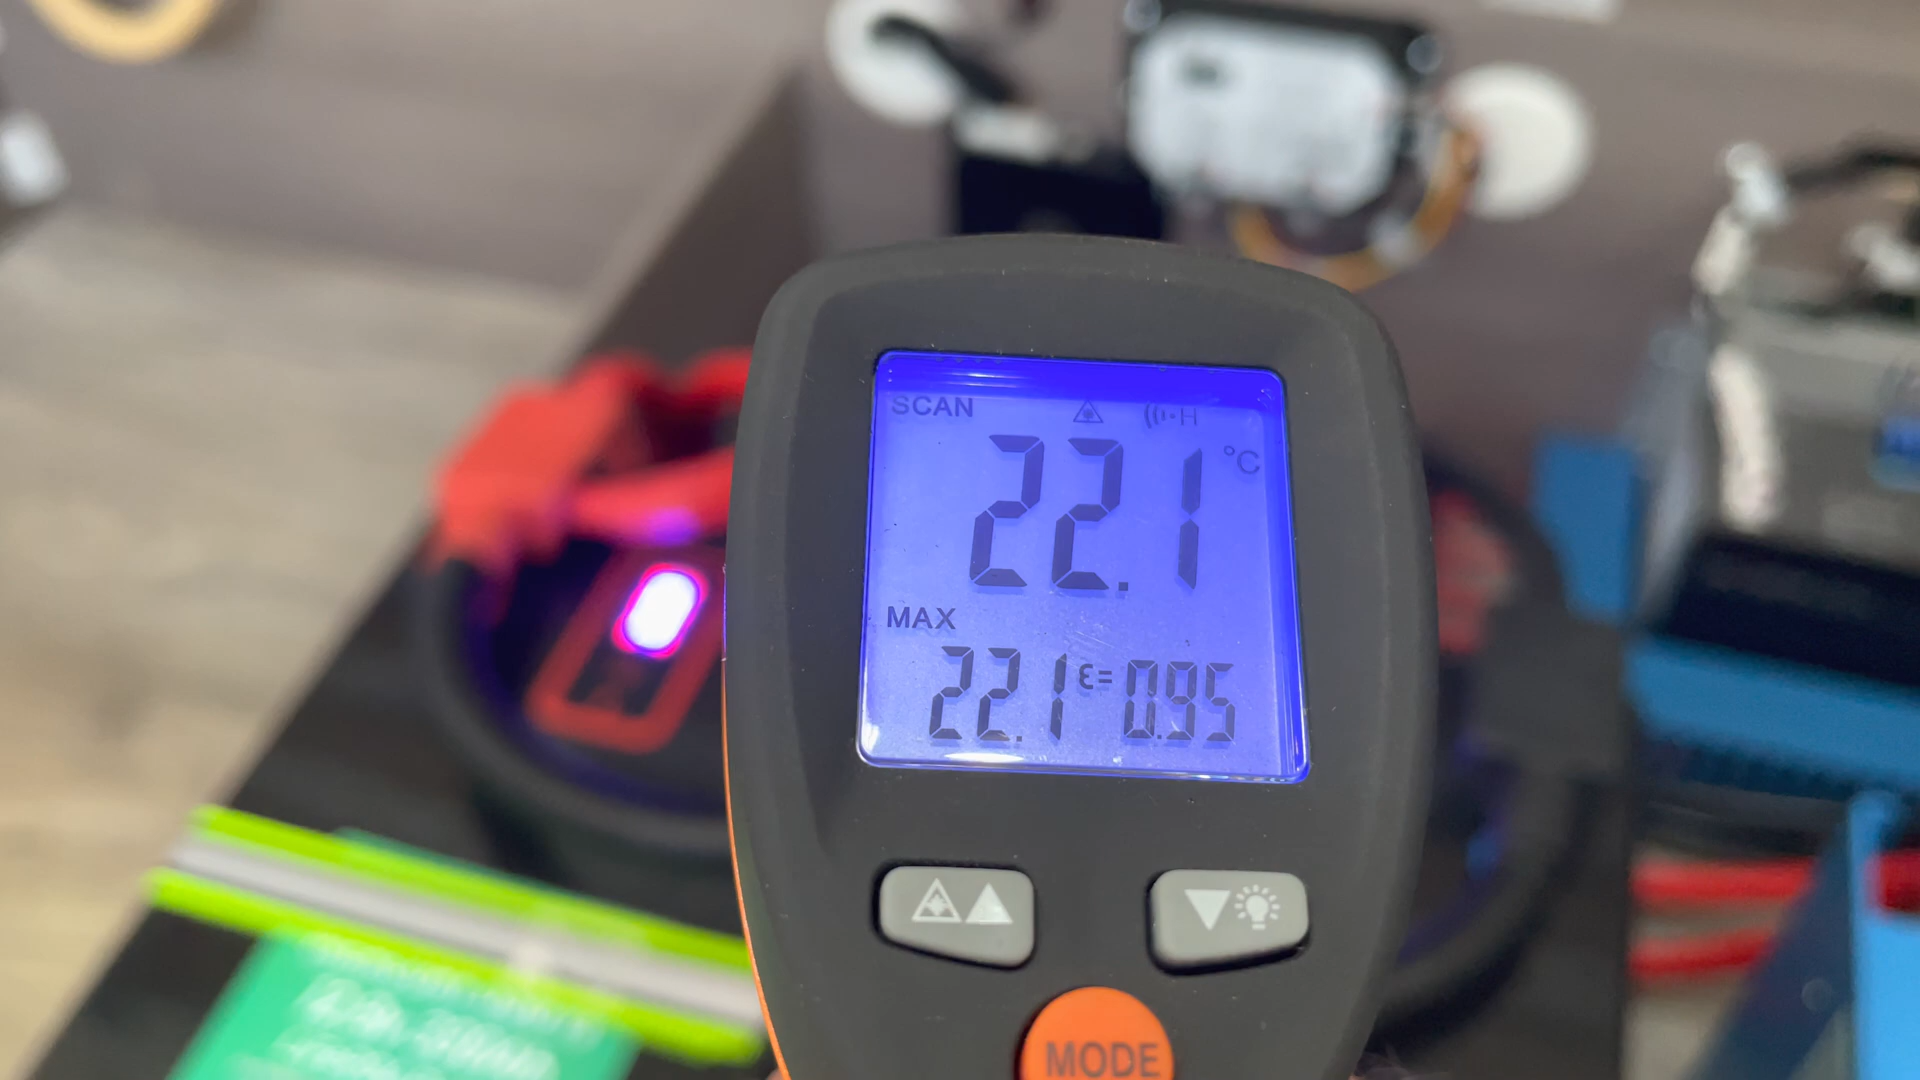 SCAN H
22.1 °C
MAX
22.1 ε= 0.95
MODE